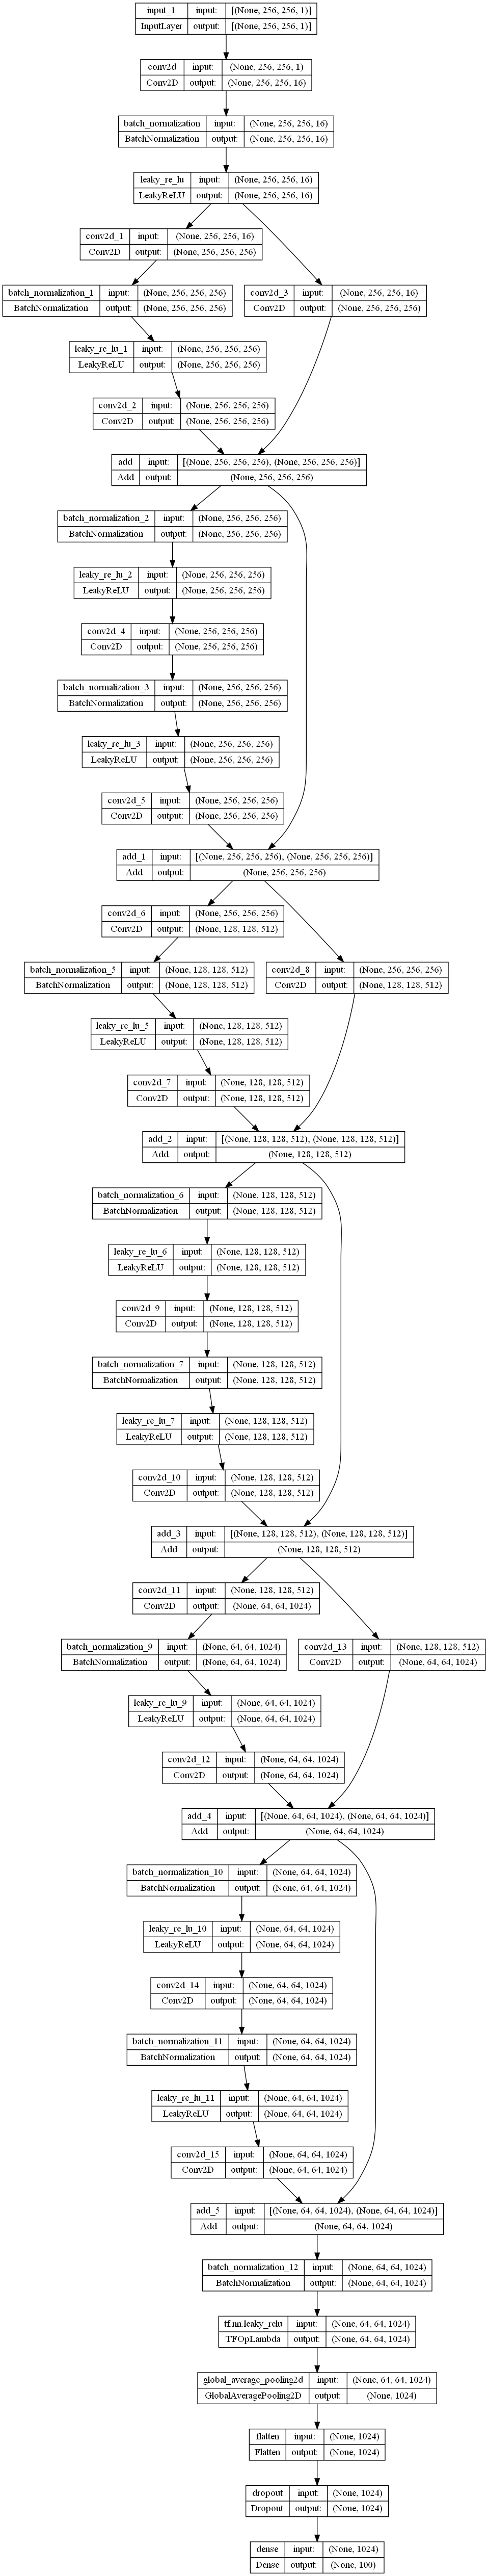 input_1 input: [(None, 256, 256, 1)]
InputLayer output: [(None, 256, 256, 1)]
conv2d input: (None, 256, 256, 1)
Conv2D output: (None, 256, 256, 16)
batch_normalization input: (None, 256, 256, 16)
BatchNormalization output: (None, 256, 256, 16)
leaky_re_lu input: (None, 256, 256, 16)
LeakyReLU output: (None, 256, 256, 16)
conv2d_1 input: (None, 256, 256, 16)
Conv2D output: (None, 256, 256, 256)
batch_normalization_1 input: (None, 256, 256, 256)
BatchNormalization output: (None, 256, 256, 256)
conv2d_3 input: (None, 256, 256, 16)
Conv2D output: (None, 256, 256, 256)
leaky_re_lu_1 input: (None, 256, 256, 256)
LeakyReLU output: (None, 256, 256, 256)
conv2d_2 input: (None, 256, 256, 256)
Conv2D output: (None, 256, 256, 256)
add input: [(None, 256, 256, 256), (None, 256, 256, 256)]
Add output: (None, 256, 256, 256)
batch_normalization_2 input: (None, 256, 256, 256)
BatchNormalization output: (None, 256, 256, 256)
leaky_re_lu_2 input: (None, 256, 256, 256)
LeakyReLU output: (None, 256, 256, 256)
conv2d_4 input: (None, 256, 256, 256)
Conv2D output: (None, 256, 256, 256)
batch_normalization_3 input: (None, 256, 256, 256)
BatchNormalization output: (None, 256, 256, 256)
leaky_re_lu_3 input: (None, 256, 256, 256)
LeakyReLU output: (None, 256, 256, 256)
conv2d_5 input: (None, 256, 256, 256)
Conv2D output: (None, 256, 256, 256)
add_1 input: [(None, 256, 256, 256), (None, 256, 256, 256)]
Add output: (None, 256, 256, 256)
conv2d_6 input: (None, 256, 256, 256)
Conv2D output: (None, 128, 128, 512)
batch_normalization_5 input: (None, 128, 128, 512)
BatchNormalization output: (None, 128, 128, 512)
conv2d_8 input: (None, 256, 256, 256)
Conv2D output: (None, 128, 128, 512)
leaky_re_lu_5 input: (None, 128, 128, 512)
LeakyReLU output: (None, 128, 128, 512)
conv2d_7 input: (None, 128, 128, 512)
Conv2D output: (None, 128, 128, 512)
add_2 input: [(None, 128, 128, 512), (None, 128, 128, 512)]
Add output: (None, 128, 128, 512)
batch_normalization_6 input: (None, 128, 128, 512)
BatchNormalization output: (None, 128, 128, 512)
leaky_re_lu_6 input: (None, 128, 128, 512)
LeakyReLU output: (None, 128, 128, 512)
conv2d_9 input: (None, 128, 128, 512)
Conv2D output: (None, 128, 128, 512)
batch_normalization_7 input: (None, 128, 128, 512)
BatchNormalization output: (None, 128, 128, 512)
leaky_re_lu_7 input: (None, 128, 128, 512)
LeakyReLU output: (None, 128, 128, 512)
conv2d_10 input: (None, 128, 128, 512)
Conv2D output: (None, 128, 128, 512)
add_3 input: [(None, 128, 128, 512), (None, 128, 128, 512)]
Add output: (None, 128, 128, 512)
conv2d_11 input: (None, 128, 128, 512)
Conv2D output: (None, 64, 64, 1024)
batch_normalization_9 input: (None, 64, 64, 1024)
BatchNormalization output: (None, 64, 64, 1024)
conv2d_13 input: (None, 128, 128, 512)
Conv2D output: (None, 64, 64, 1024)
leaky_re_lu_9 input: (None, 64, 64, 1024)
LeakyReLU output: (None, 64, 64, 1024)
conv2d_12 input: (None, 64, 64, 1024)
Conv2D output: (None, 64, 64, 1024)
add_4 input: [(None, 64, 64, 1024), (None, 64, 64, 1024)]
Add output: (None, 64, 64, 1024)
batch_normalization_10 input: (None, 64, 64, 1024)
BatchNormalization output: (None, 64, 64, 1024)
leaky_re_lu_10 input: (None, 64, 64, 1024)
LeakyReLU output: (None, 64, 64, 1024)
conv2d_14 input: (None, 64, 64, 1024)
Conv2D output: (None, 64, 64, 1024)
batch_normalization_11 input: (None, 64, 64, 1024)
BatchNormalization output: (None, 64, 64, 1024)
leaky_re_lu_11 input: (None, 64, 64, 1024)
LeakyReLU output: (None, 64, 64, 1024)
conv2d_15 input: (None, 64, 64, 1024)
Conv2D output: (None, 64, 64, 1024)
add_5 input: [(None, 64, 64, 1024), (None, 64, 64, 1024)]
Add output: (None, 64, 64, 1024)
batch_normalization_12 input: (None, 64, 64, 1024)
BatchNormalization output: (None, 64, 64, 1024)
tf.nn.leaky_relu input: (None, 64, 64, 1024)
TFOpLambda output: (None, 64, 64, 1024)
global_average_pooling2d input: (None, 64, 64, 1024)
GlobalAveragePooling2D output: (None, 1024)
flatten input: (None, 1024)
Flatten output: (None, 1024)
dropout input: (None, 1024)
Dropout output: (None, 1024)
dense input: (None, 1024)
Dense output: (None, 100)